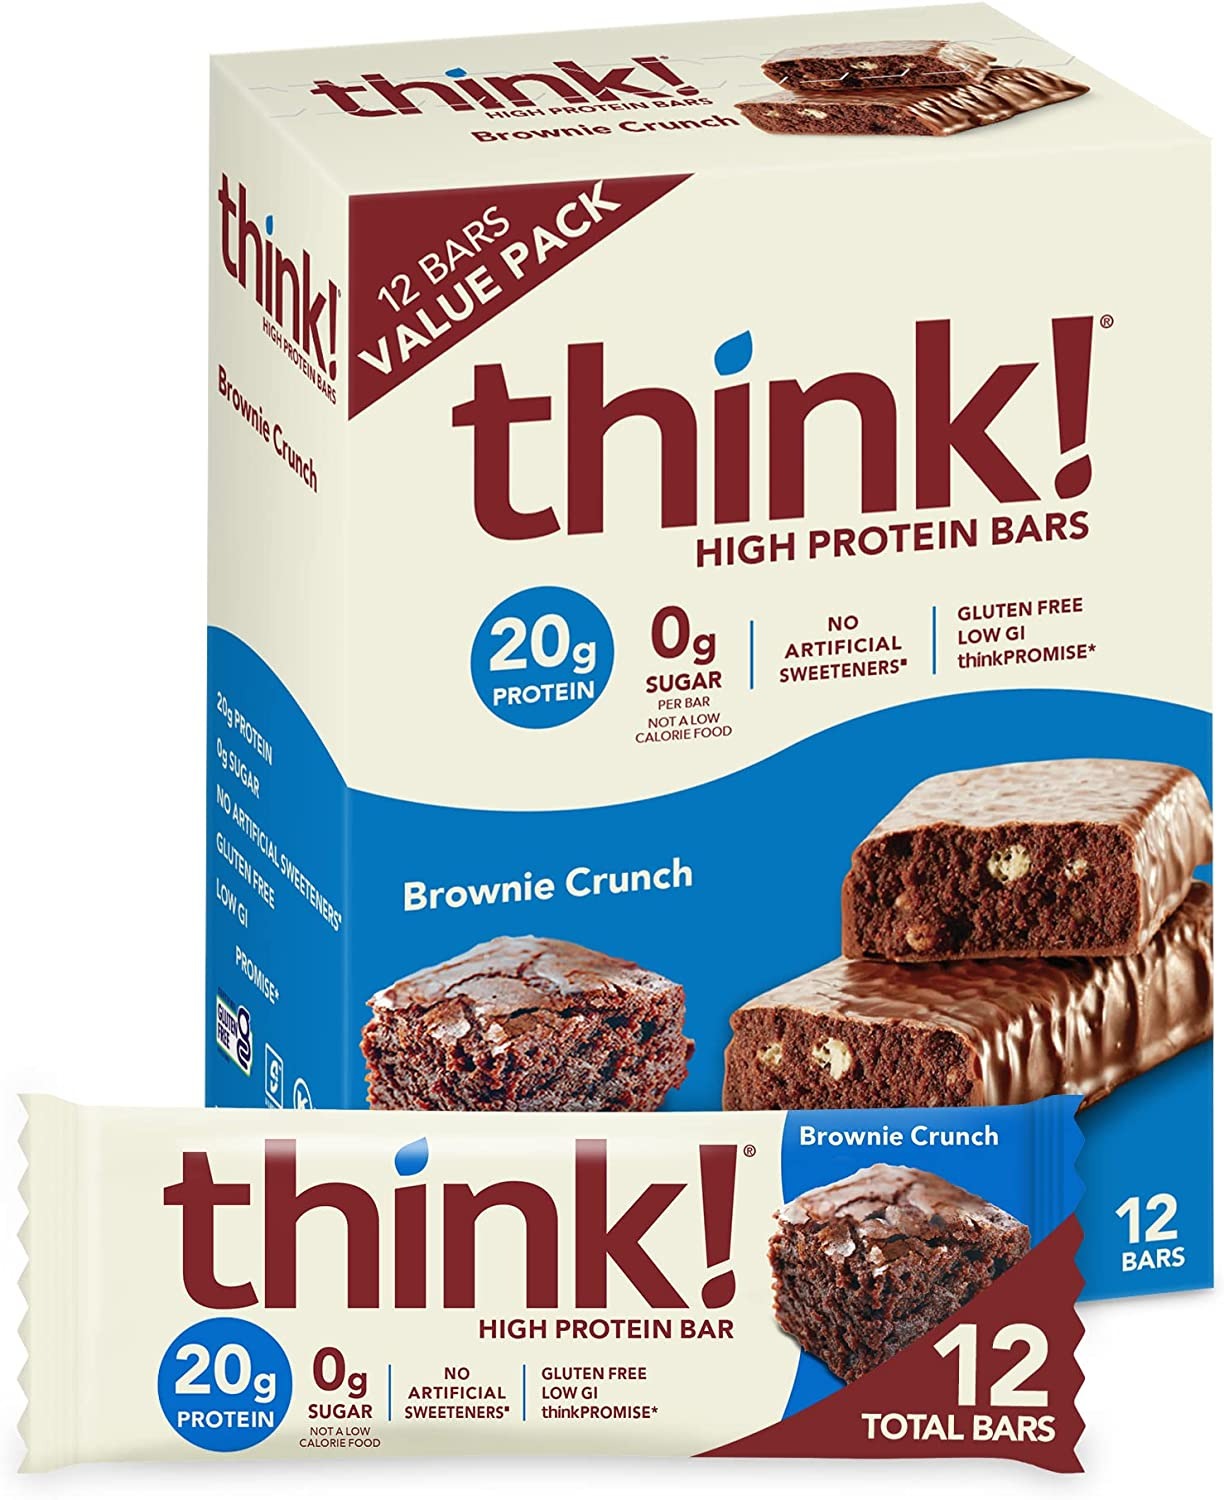 think!
HIGH PROTEIN BARS
Brownie Crunch
12 BARS
VALUE PACK
think!®
HIGH PROTEIN BARS
Brownie Crunch
think!®
HIGH PROTEIN BARS
20g
PROTEIN
0g
SUGAR
PER BAR
NOT A LOW
CALORIE FOOD
NO
ARTIFICIAL
SWEETENERS▪
GLUTEN FREE
LOW GI
thinkPROMISE*
Brownie Crunch
20g PROTEIN
0g SUGAR
NO ARTIFICIAL SWEETENERS▪
GLUTEN FREE
LOW GI
PROMISE*
GLUTEN
FREE
12
BARS
think!®
HIGH PROTEIN BAR
Brownie Crunch
20g
PROTEIN
0g
SUGAR
NOT A LOW
CALORIE FOOD
NO
ARTIFICIAL
SWEETENERS▪
GLUTEN FREE
LOW GI
thinkPROMISE*
12
TOTAL BARS